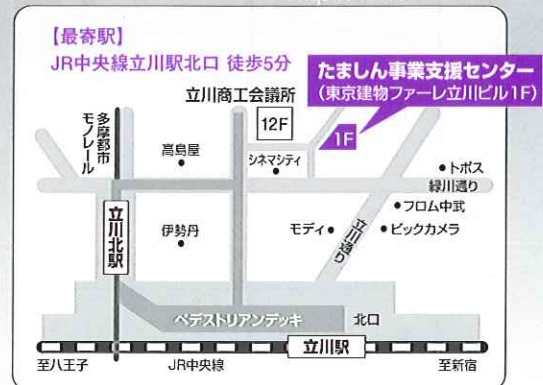 【最寄駅】
JR中央線立川駅北口 徒歩5分
たましん事業支援センター
(東京建物ファーレ立川ビル1F)
立川商工会議所
12F
1F
多摩都市
モノレール
高島屋
シネマシティ
トポス
緑川通り
フロム中武
立川北駅
伊勢丹
モディ
立川通り
ビックカメラ
ペデストリアンデッキ
北口
立川駅
至八王子
JR中央線
至新宿